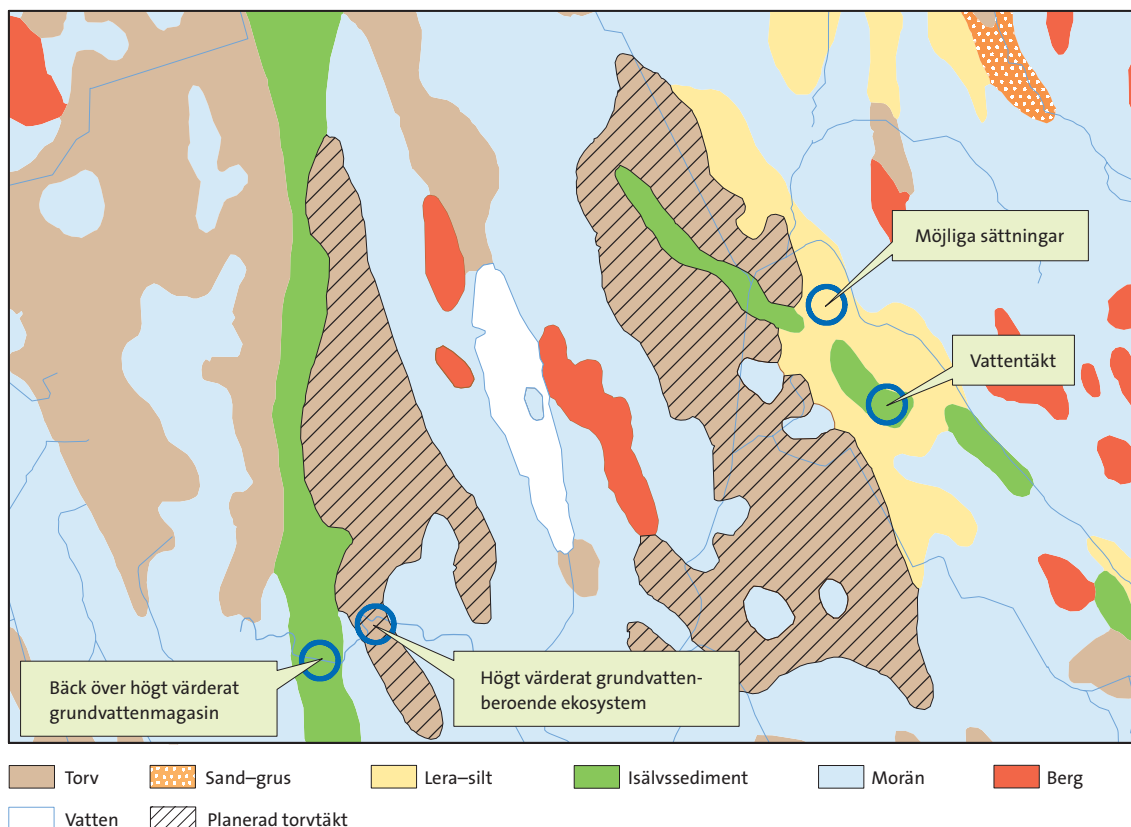 Möjliga sättningar
Vattentäkt
Bäck över högt värderat
grundvattenmagasin
Högt värderat grundvatten-
beroende ekosystem
Torv
Sand–grus
Lera–silt
Isälvssediment
Morän
Berg
Vatten
Planerad torvtäkt